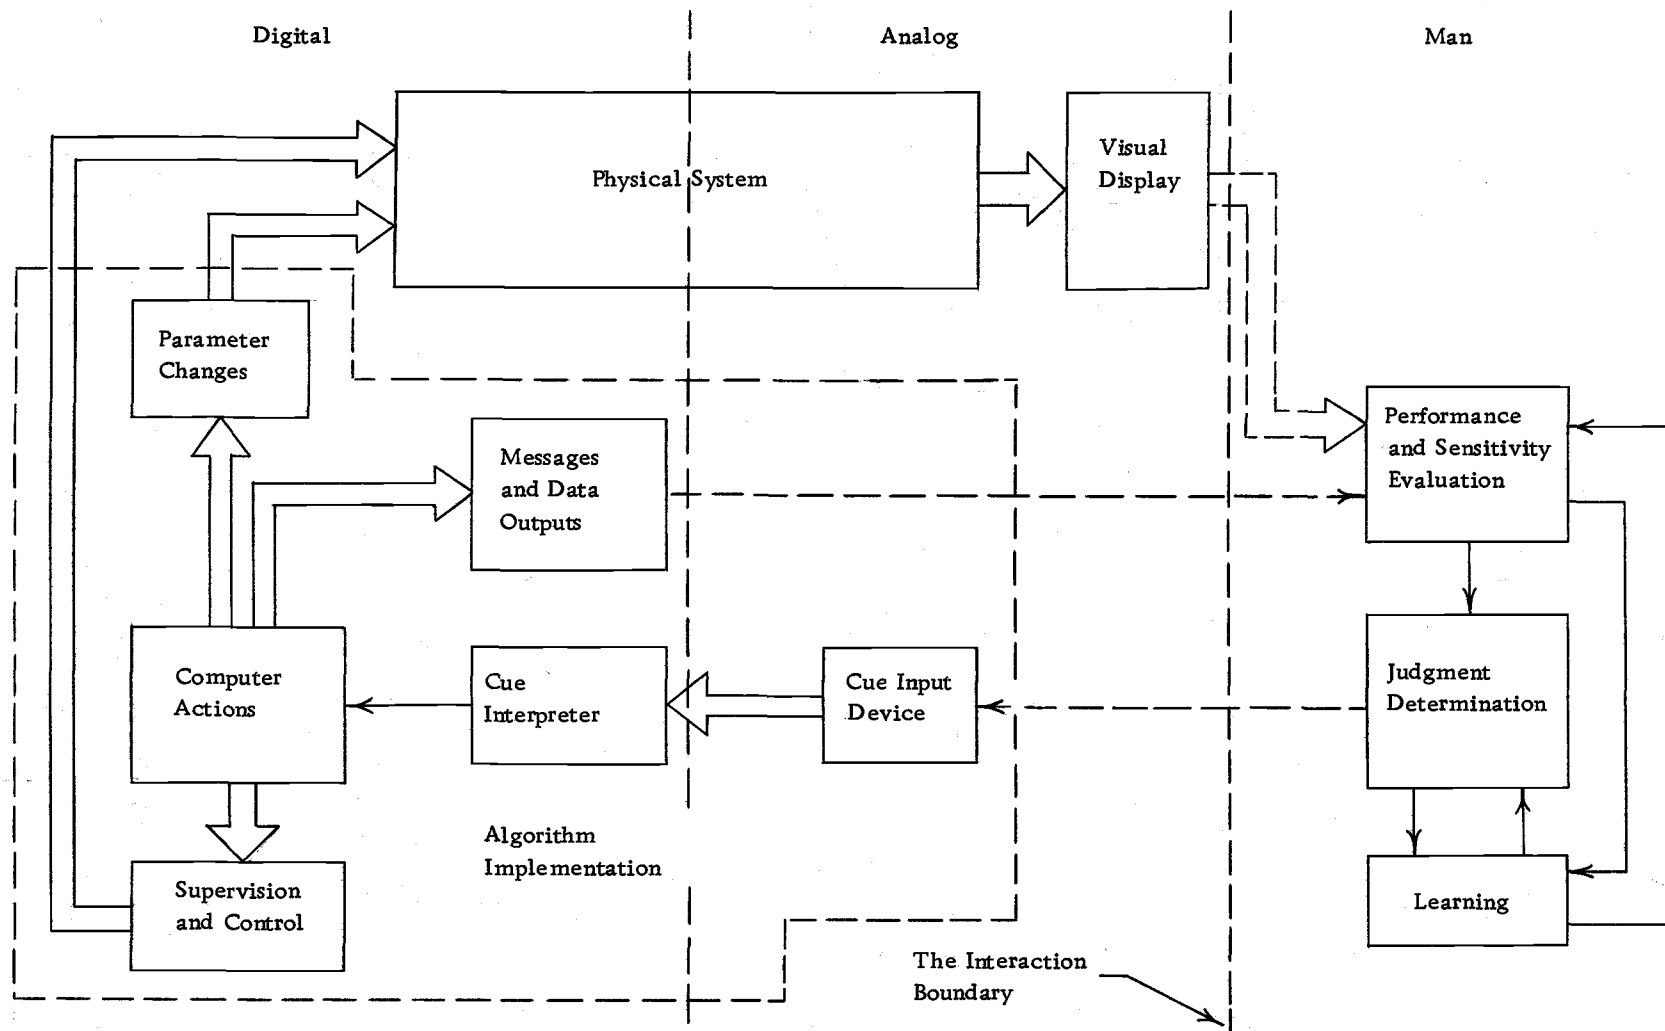 Digital
Analog
Man
Physical System
Visual
Display
Parameter
Changes
Messages
and Data
Outputs
Performance
and Sensitivity
Evaluation
Computer
Actions
Cue
Interpreter
Cue Input
Device
Judgment
Determination
Algorithm
Implementation
Supervision
and Control
Learning
The Interaction
Boundary